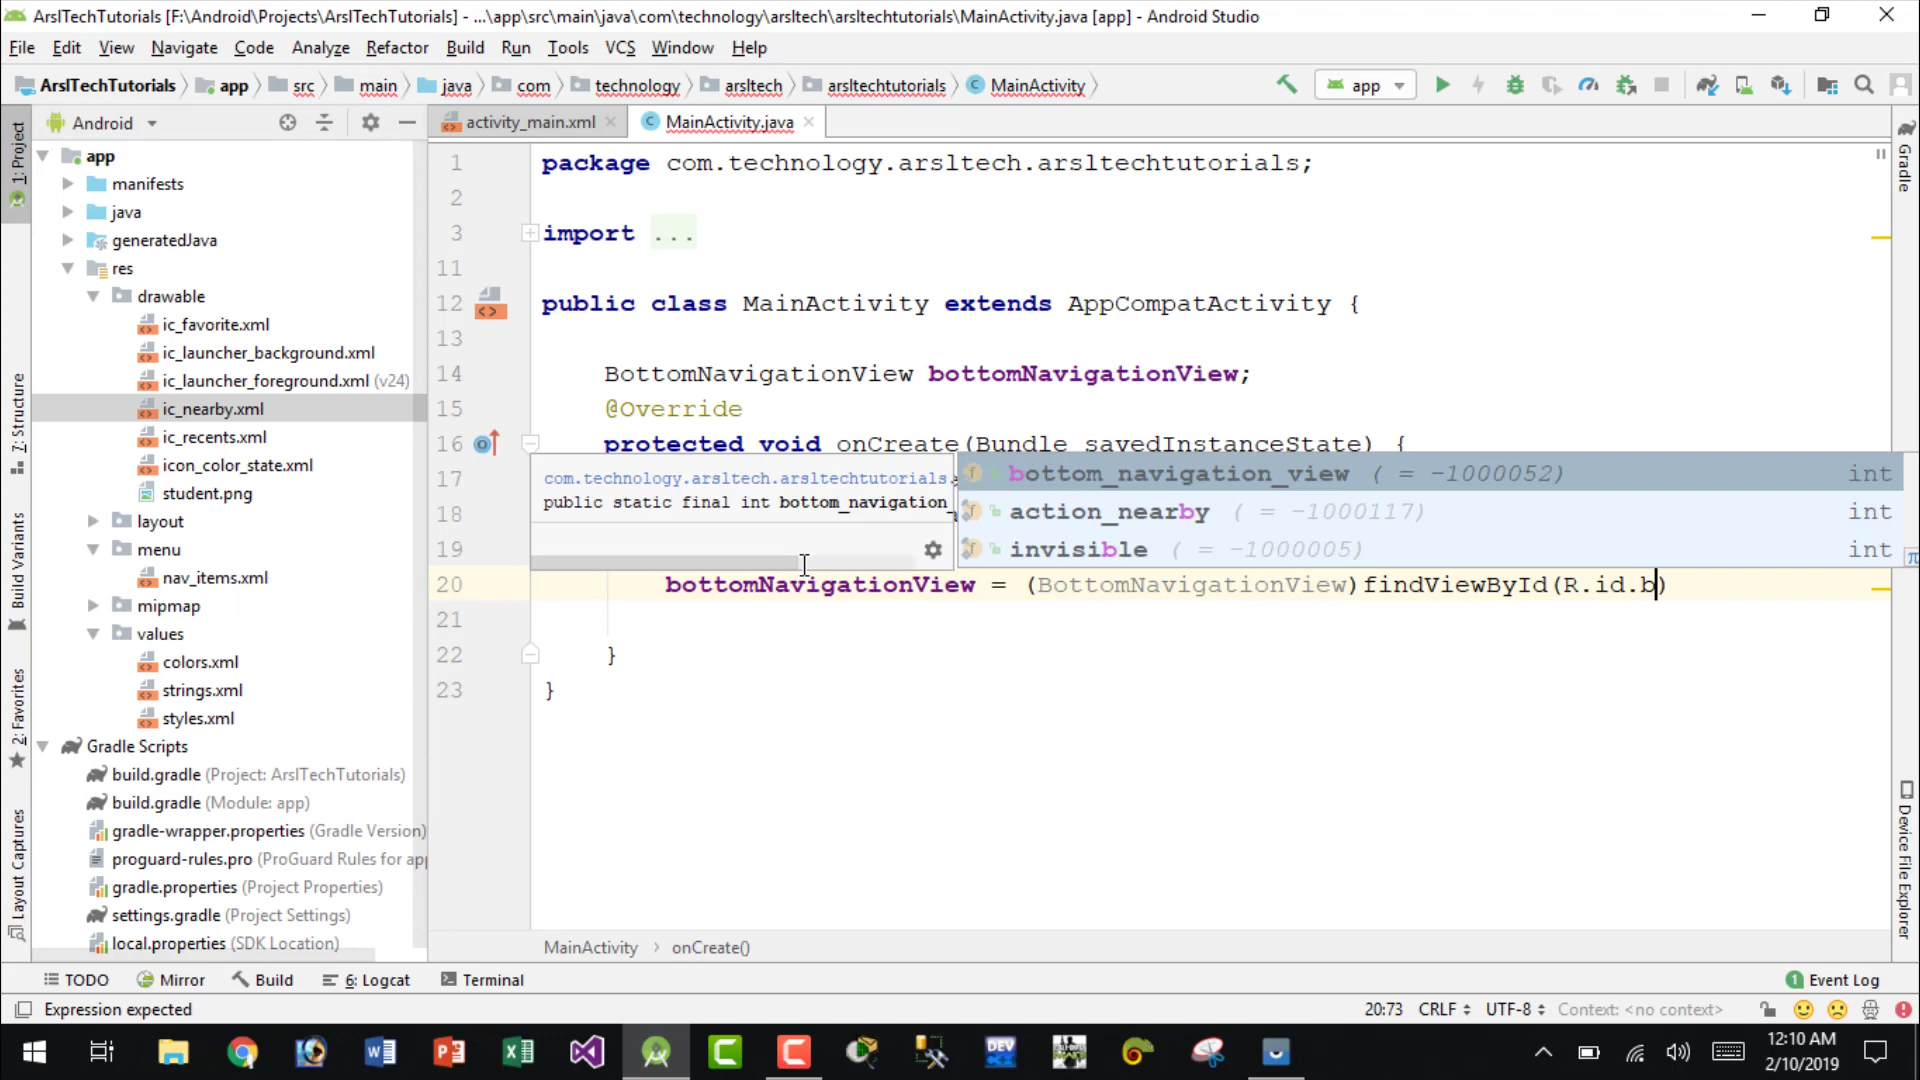 ArslTechTutorials [F:\Android\Projects\ArslTechTutorials] - ...\app\src\main\java\com\technology\arsltech\arsltechtutorials\MainActivity.java [app] - Android Studio
File Edit View Navigate Code Analyze Refactor Build Run Tools VCS Window Help
ArslTechTutorials app src main java com technology arsltech arsltechtutorials MainActivity app
Android activity_main.xml MainActivity.java
1: Project
7: Structure
Build Variants
2: Favorites
Layout Captures
app
manifests
java
generatedJava
res
drawable
ic_favorite.xml
ic_launcher_background.xml
ic_launcher_foreground.xml (v24)
ic_nearby.xml
ic_recents.xml
icon_color_state.xml
student.png
layout
menu
nav_items.xml
mipmap
values
colors.xml
strings.xml
styles.xml
Gradle Scripts
build.gradle (Project: ArslTechTutorials)
build.gradle (Module: app)
gradle-wrapper.properties (Gradle Version)
proguard-rules.pro (ProGuard Rules for app
gradle.properties (Project Properties)
settings.gradle (Project Settings)
local.properties (SDK Location)
1 package com.technology.arsltech.arsltechtutorials;
2
3 import ...
11
12 public class MainActivity extends AppCompatActivity {
13
14 BottomNavigationView bottomNavigationView;
15 @Override
16 protected void onCreate(Bundle savedInstanceState) {
17
18
19
20 bottomNavigationView = (BottomNavigationView)findViewById(R.id.b)
21
22 }
23 }
com.technology.arsltech.arsltechtutorials.
public static final int bottom_navigation_
bottom_navigation_view ( = -1000052) int
action_nearby ( = -1000117) int
invisible ( = -1000005) int
π
Gradle
Device File Explorer
MainActivity onCreate()
TODO Mirror Build 6: Logcat Terminal 1 Event Log
Expression expected 20:73 CRLF UTF-8 Context: <no context>
12:10 AM
2/10/2019